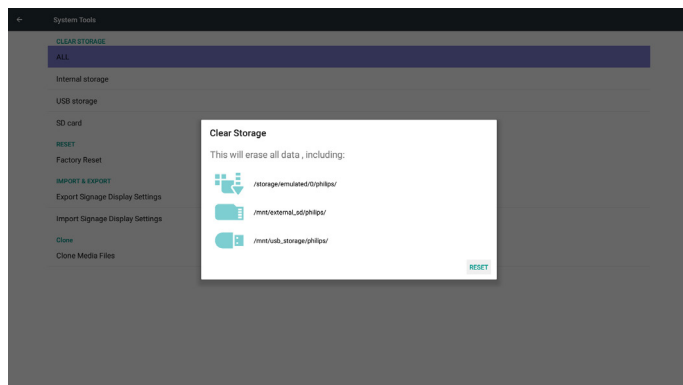 System Tools
CLEAR STORAGE
ALL
Internal storage
USB storage
SD card
RESET
Factory Reset
IMPORT & EXPORT
Export Signage Display Settings
Import Signage Display Settings
Clone
Clone Media Files
Clear Storage
This will erase all data , including:
/storage/emulated/0/philips/
/mnt/external_sd/philips/
/mnt/usb_storage/philips/
RESET